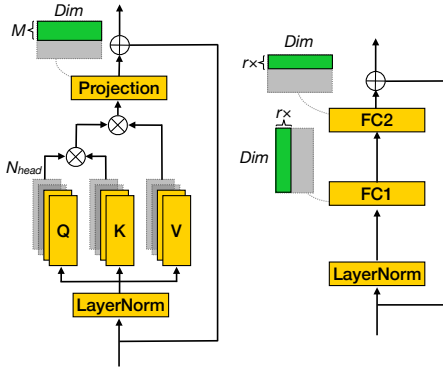 Dim
M
Projection
N_head
Q
K
V
LayerNorm
Dim
r×
FC2
r×
Dim
FC1
LayerNorm